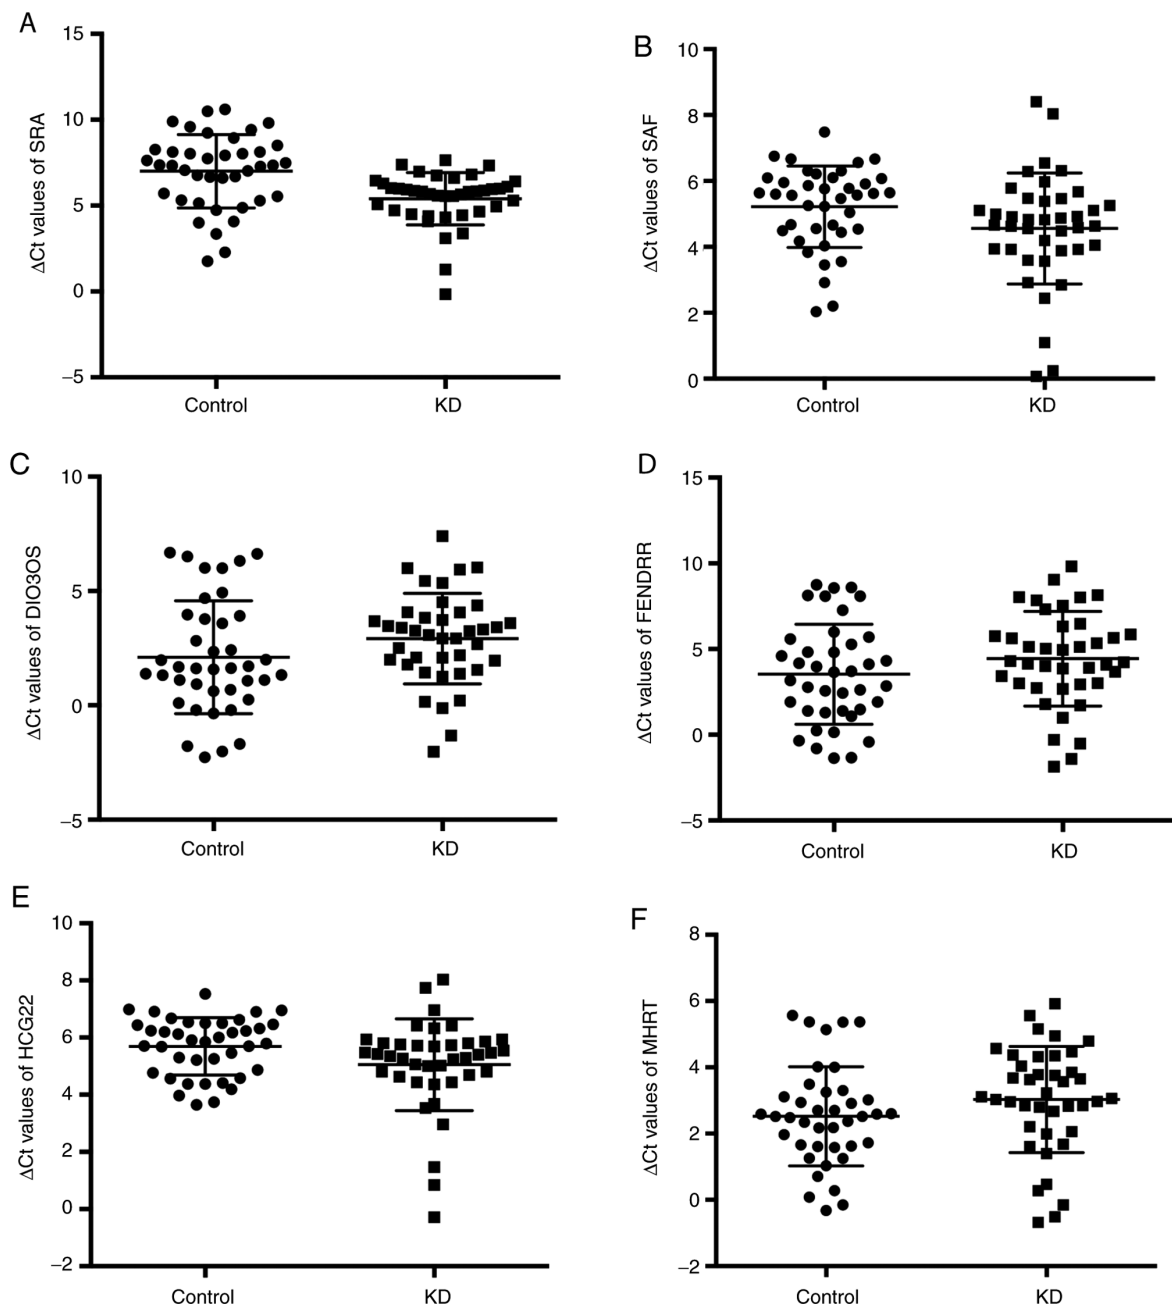 A
15
10
5
0
−5
ΔCt values of SRA
Control
KD
B
10
8
6
4
2
0
ΔCt values of SAF
Control
KD
C
10
5
0
−5
ΔCt values of DIO3OS
Control
KD
D
15
10
5
0
−5
ΔCt values of FENDRR
Control
KD
E
10
8
6
4
2
0
−2
ΔCt values of HCG22
Control
KD
F
8
6
4
2
0
−2
ΔCt values of MHRT
Control
KD